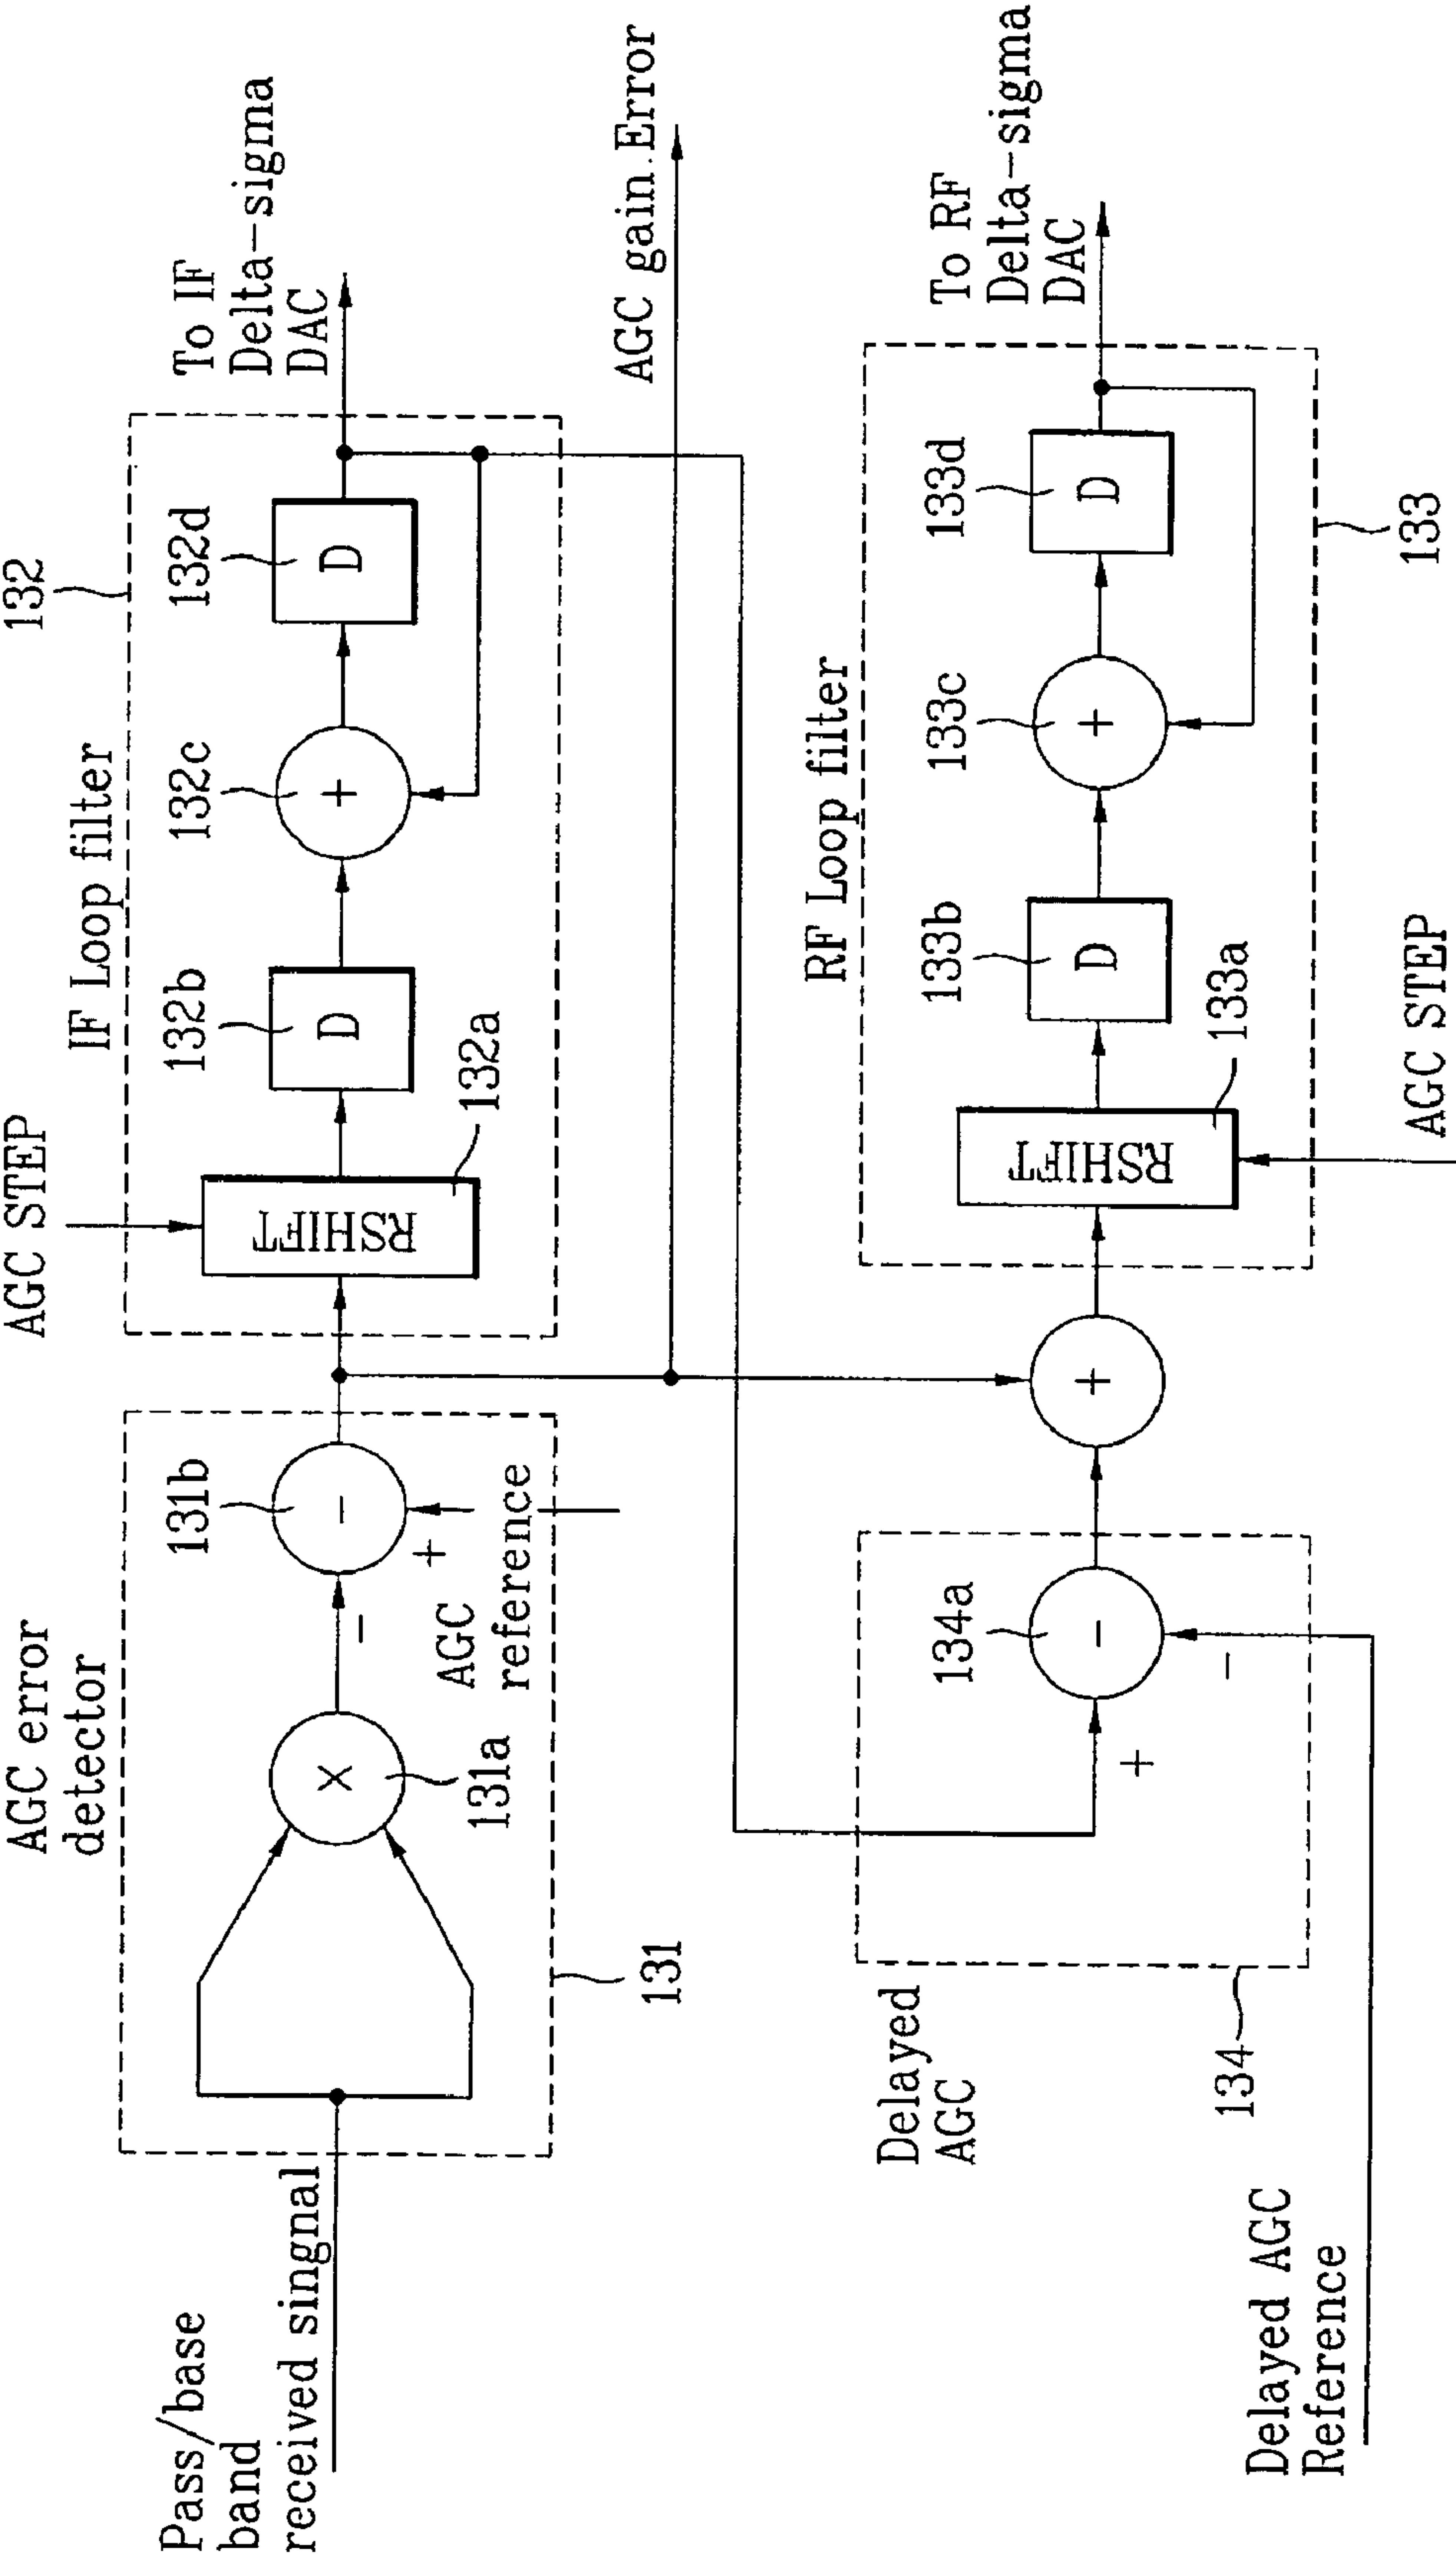 Pass/base
band
received singnal
AGC error
detector
131a
131b
AGC
reference
131
X
-
-
+
AGC STEP
IF Loop filter
132
RSHIFT
132a
132b
D
132c
+
132d
D
To IF
Delta-sigma
DAC
AGC gain Error
Delayed AGC
Reference
Delayed
AGC
134
134a
-
+
-
+
RF Loop filter
RSHIFT
133a
AGC STEP
133b
D
133c
+
133d
D
133
To RF
Delta-sigma
DAC